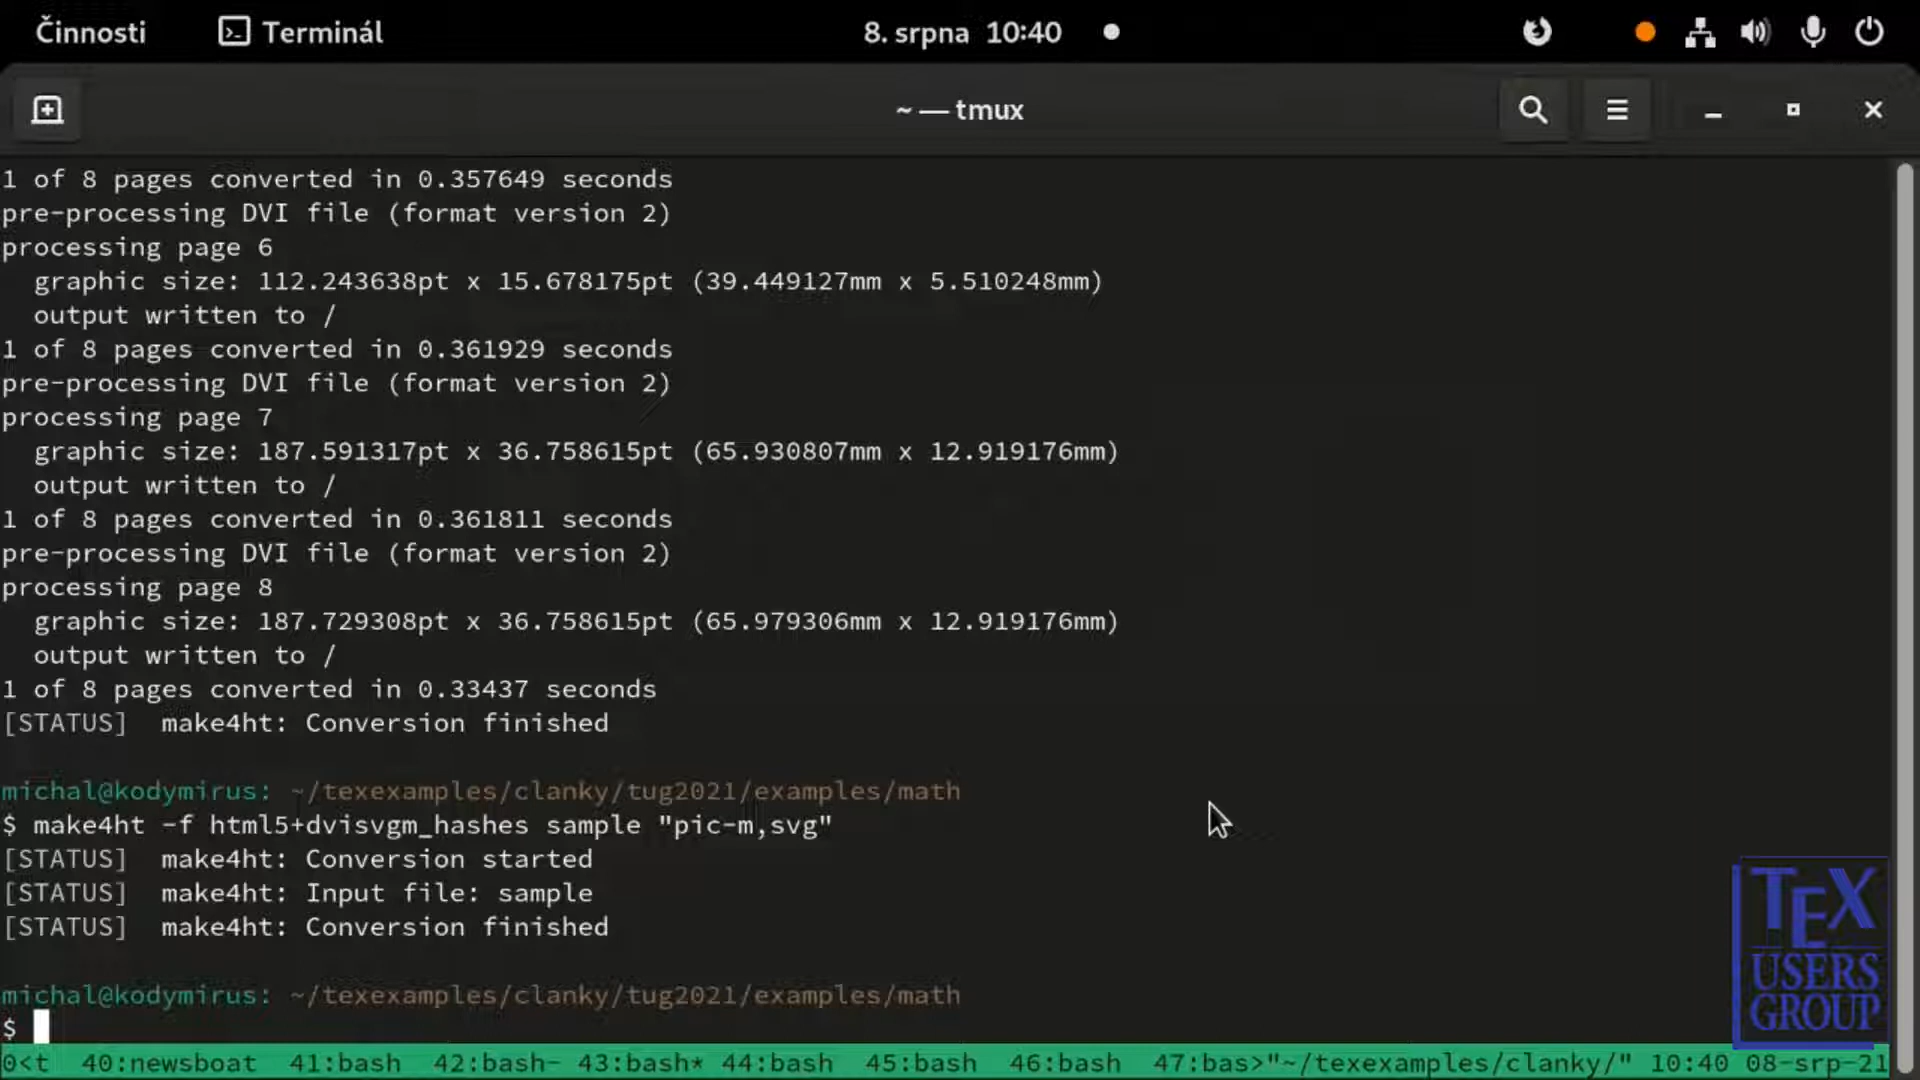 Činnosti Terminál 8. srpna 10:40
~ — tmux
1 of 8 pages converted in 0.357649 seconds
pre-processing DVI file (format version 2)
processing page 6
  graphic size: 112.243638pt x 15.678175pt (39.449127mm x 5.510248mm)
  output written to /
1 of 8 pages converted in 0.361929 seconds
pre-processing DVI file (format version 2)
processing page 7
  graphic size: 187.591317pt x 36.758615pt (65.930807mm x 12.919176mm)
  output written to /
1 of 8 pages converted in 0.361811 seconds
pre-processing DVI file (format version 2)
processing page 8
  graphic size: 187.729308pt x 36.758615pt (65.979306mm x 12.919176mm)
  output written to /
1 of 8 pages converted in 0.33437 seconds
[STATUS]  make4ht: Conversion finished
michal@kodymirus: ~/texexamples/clanky/tug2021/examples/math
$ make4ht -f html5+dvisvgm_hashes sample "pic-m,svg"
[STATUS]  make4ht: Conversion started
[STATUS]  make4ht: Input file: sample
[STATUS]  make4ht: Conversion finished
michal@kodymirus: ~/texexamples/clanky/tug2021/examples/math
$
TEX
USERS
GROUP
0<t  40:newsboat  41:bash  42:bash- 43:bash* 44:bash  45:bash  46:bash  47:bas>"~/texexamples/clanky/" 10:40 08-srp-21